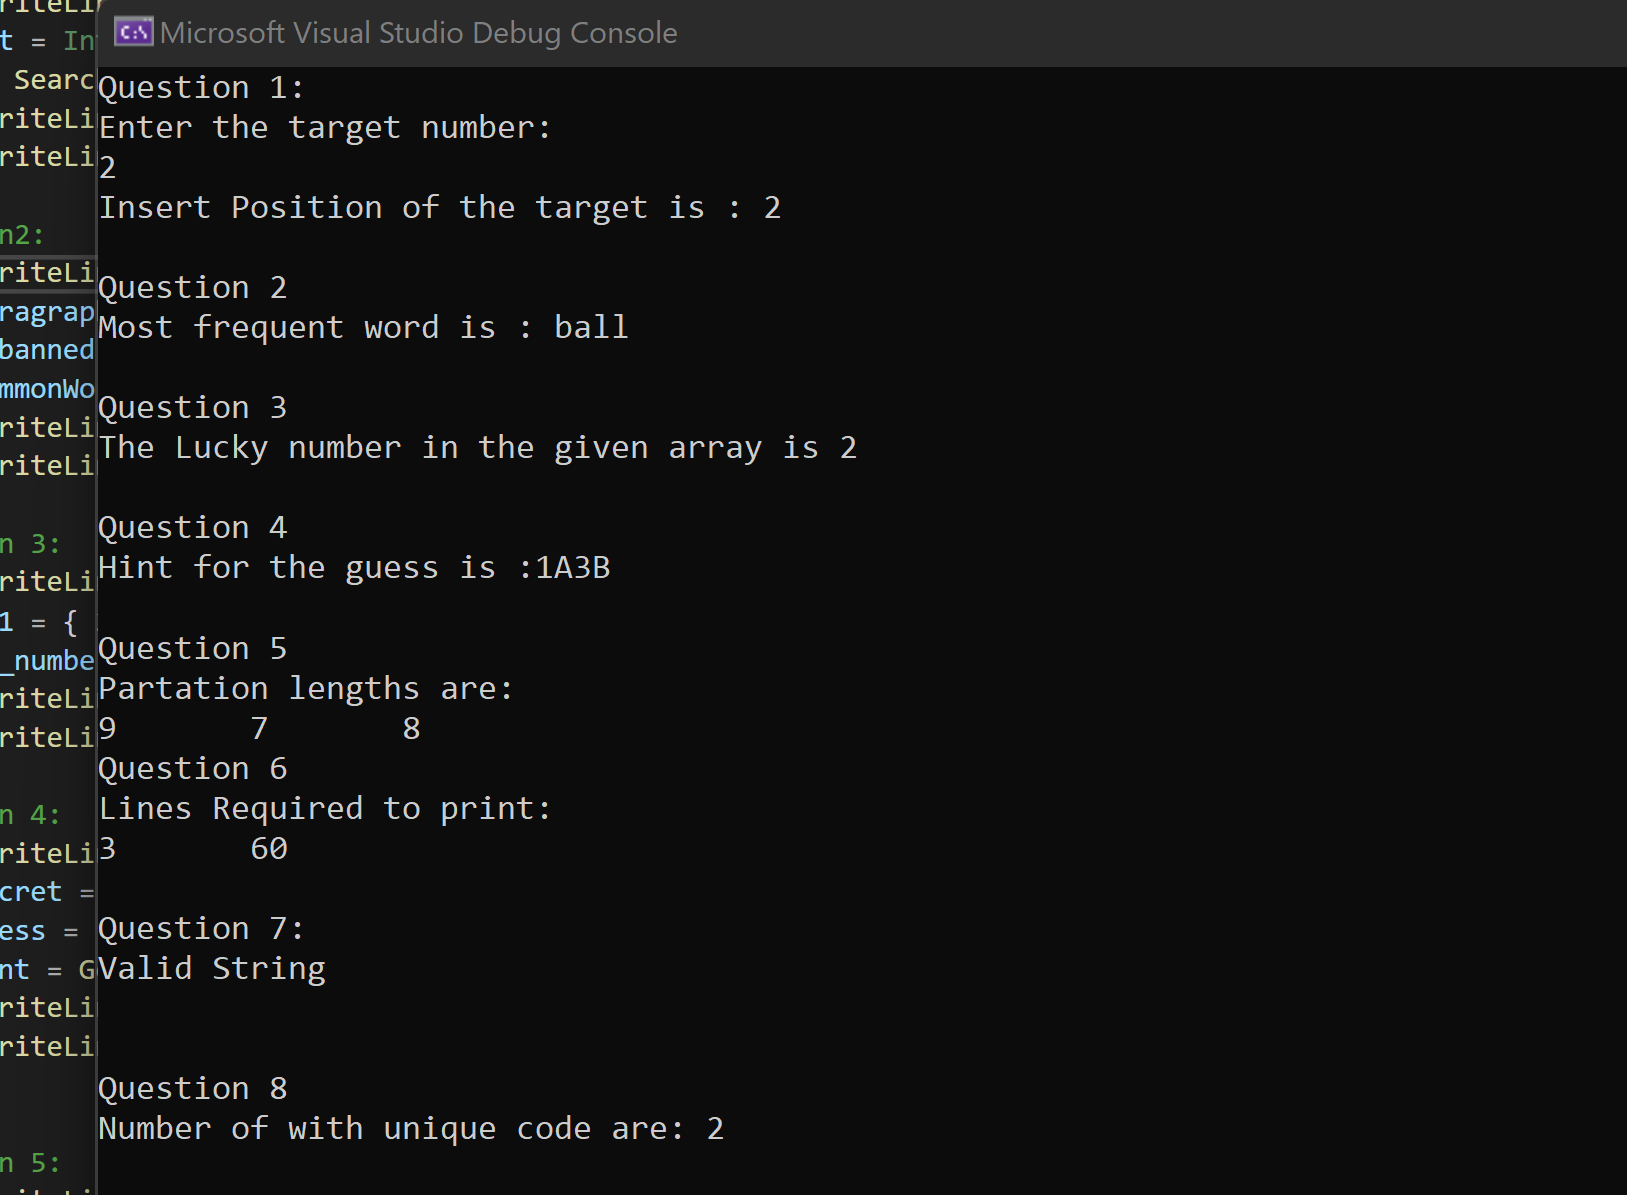 Microsoft Visual Studio Debug Console
Question 1:
Enter the target number:
2
Insert Position of the target is : 2
Question 2
Most frequent word is : ball
Question 3
The Lucky number in the given array is 2
Question 4
Hint for the guess is :1A3B
Question 5
Partation lengths are:
9 7 8
Question 6
Lines Required to print:
3 60
Question 7:
Valid String
Question 8
Number of with unique code are: 2
t = In
Searc
riteLi
riteLi
n2:
riteLi
ragrap
banned
mmonWo
riteLi
riteLi
n 3:
riteLi
1 = {
_numbe
riteLi
riteLi
n 4:
riteLi
cret =
ess =
nt = G
riteLi
riteLi
n 5: